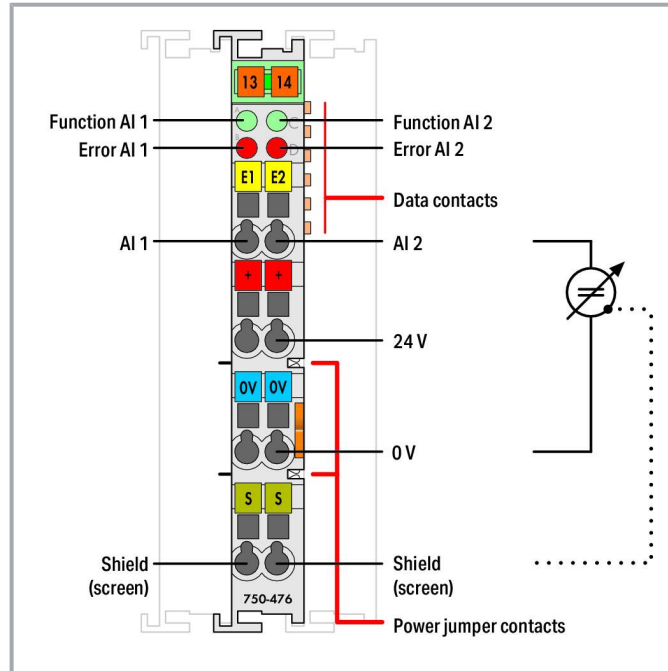 13 14
A C
Function AI 1
Function AI 2
B D
Error AI 1
Error AI 2
E1 E2
Data contacts
AI 1
AI 2
+ +
24 V
0V 0V
0 V
S S
Shield
(screen)
Shield
(screen)
750-476
Power jumper contacts